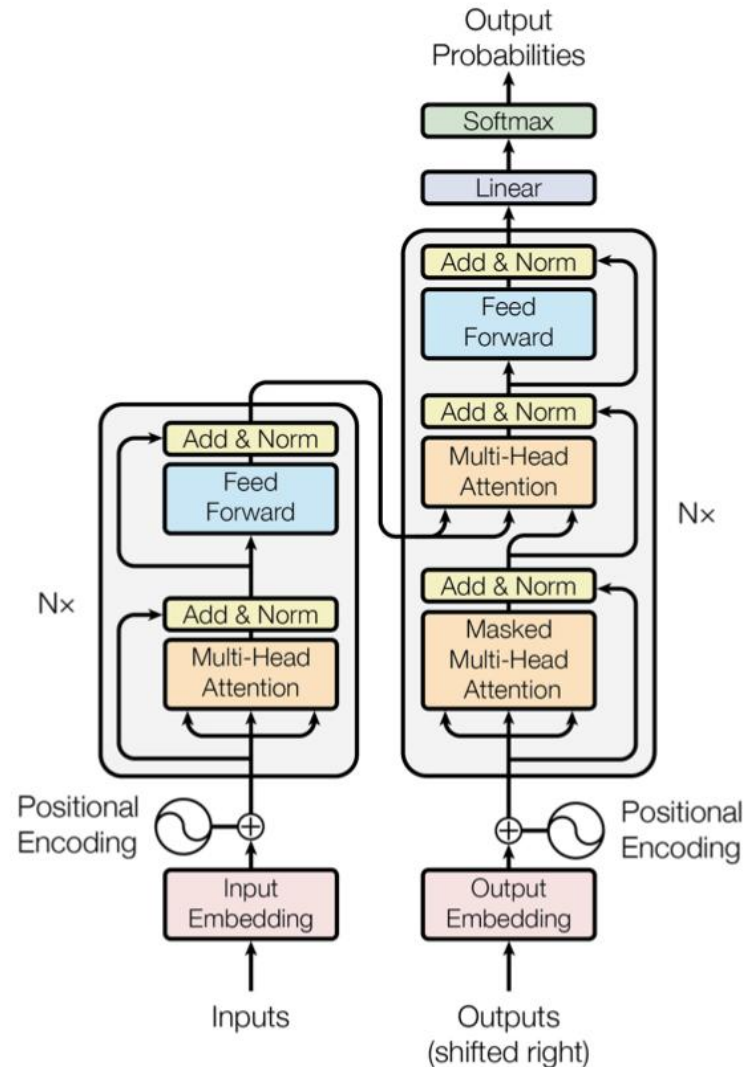 Output
Probabilities
Softmax
Linear
Add & Norm
Feed
Forward
Add & Norm
Multi-Head
Attention
Add & Norm
Masked
Multi-Head
Attention
N×
Add & Norm
Feed
Forward
Add & Norm
Multi-Head
Attention
N×
Positional
Encoding
Positional
Encoding
Input
Embedding
Output
Embedding
Inputs
Outputs
(shifted right)